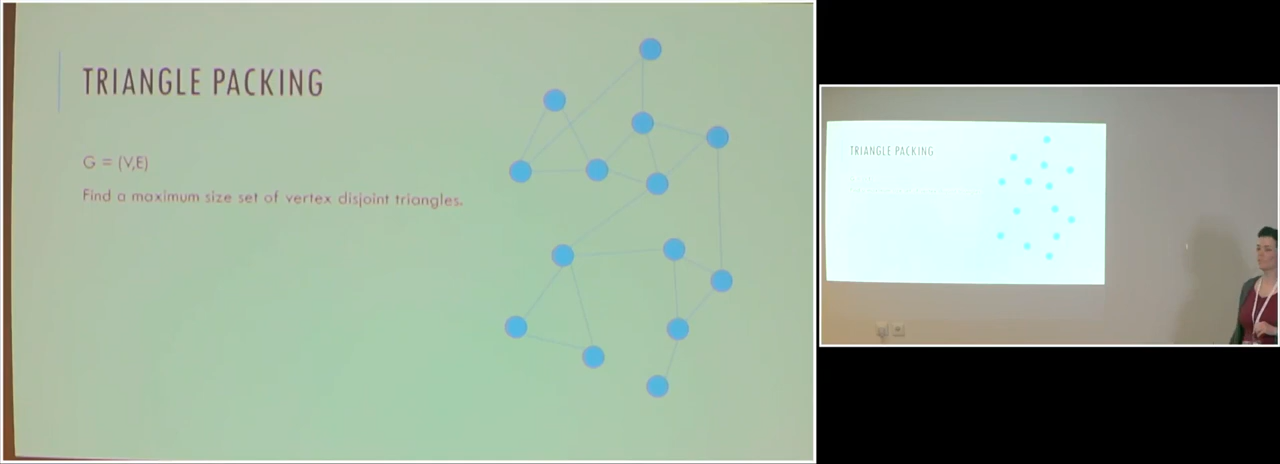 TRIANGLE PACKING
G = (V,E)
Find a maximum size set of vertex disjoint triangles.
TRIANGLE PACKING